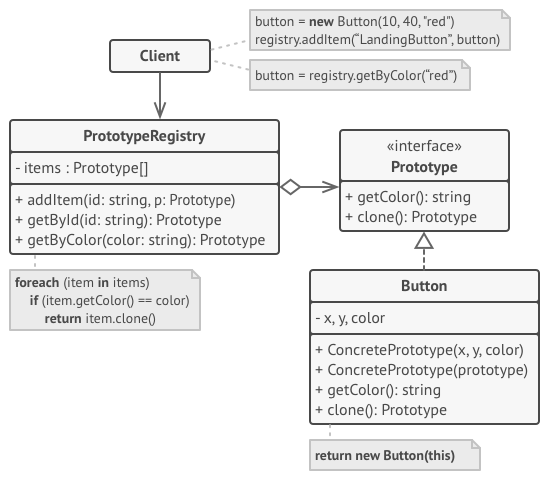 button = new Button(10, 40, "red")
registry.addItem(“LandingButton”, button)
Client
button = registry.getByColor(“red”)
PrototypeRegistry
- items : Prototype[]
+ addItem(id: string, p: Prototype)
+ getById(id: string): Prototype
+ getByColor(color: string): Prototype
«interface»
Prototype
+ getColor(): string
+ clone(): Prototype
foreach (item in items)
if (item.getColor() == color)
return item.clone()
Button
- x, y, color
+ ConcretePrototype(x, y, color)
+ ConcretePrototype(prototype)
+ getColor(): string
+ clone(): Prototype
return new Button(this)